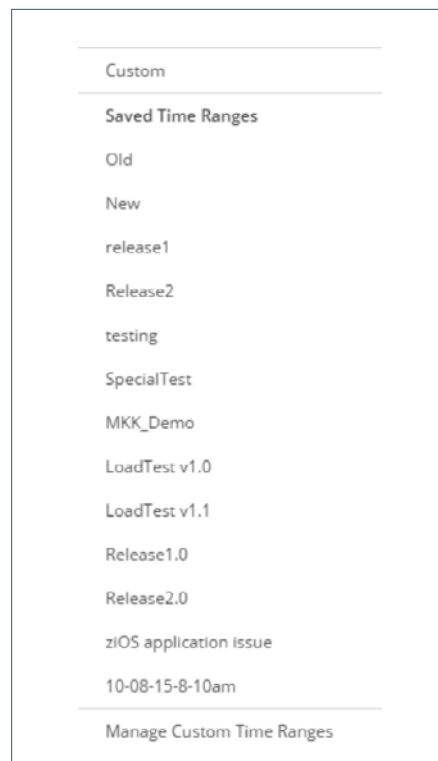 Custom
Saved Time Ranges
Old
New
release1
Release2
testing
SpecialTest
MKK_Demo
LoadTest v1.0
LoadTest v1.1
Release1.0
Release2.0
ziOS application issue
10-08-15-8-10am
Manage Custom Time Ranges